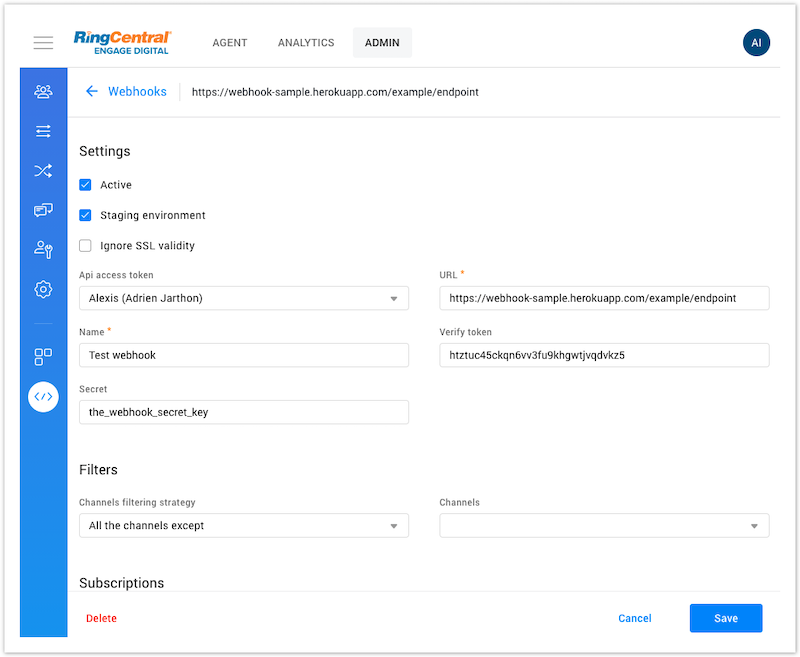 RingCentral
ENGAGE DIGITAL
AGENT
ANALYTICS
ADMIN
AI
Webhooks
https://webhook-sample.herokuapp.com/example/endpoint
Settings
Active
Staging environment
Ignore SSL validity
Api access token
URL *
Alexis (Adrien Jarthon)
https://webhook-sample.herokuapp.com/example/endpoint
Name *
Verify token
Test webhook
htztuc45ckqn6vv3fu9khgwtjvqdvkz5
Secret
the_webhook_secret_key
Filters
Channels filtering strategy
Channels
All the channels except
Subscriptions
Delete
Cancel
Save